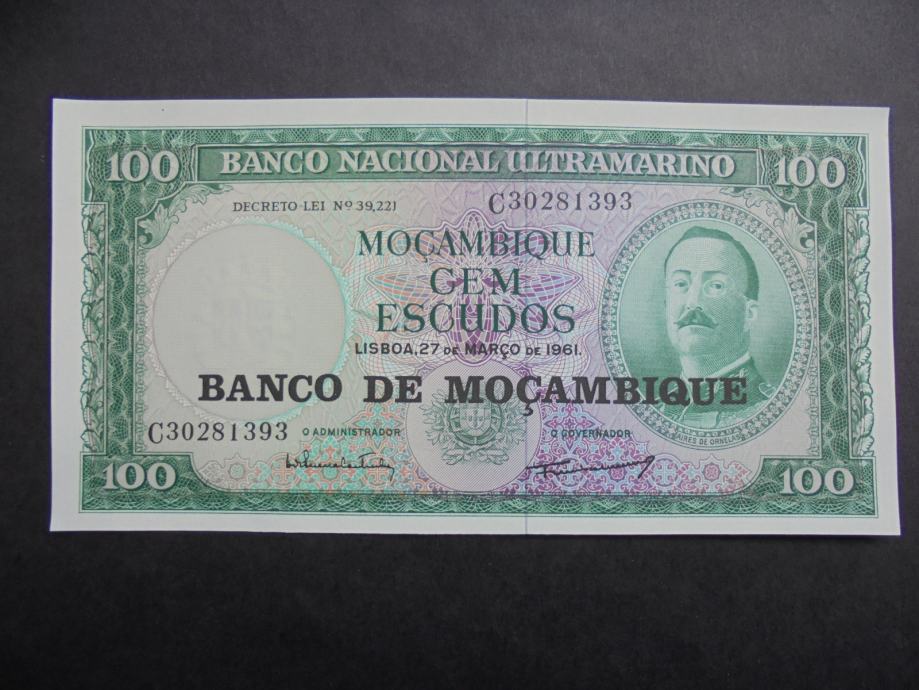 100 BANCO NACIONAL ULTRAMARINO 100
DECRETO-LEI Nº 39,221 C30281393
MOÇAMBIQUE
CEM
ESCUDOS
LISBOA, 27 DE MARÇO DE 1961.
BANCO DE MOÇAMBIQUE
C30281393 O ADMINISTRADOR O GOVERNADOR
AIRES DE ORNELAS
100 100